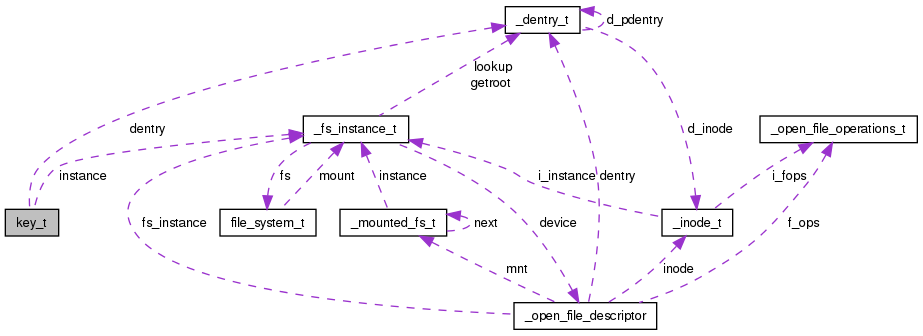 _dentry_t
d_pdentry
lookup
getroot
dentry
_fs_instance_t
d_inode
_open_file_operations_t
instance
fs
mount
instance
i_instance
dentry
i_fops
key_t
fs_instance
file_system_t
_mounted_fs_t
next
device
_inode_t
f_ops
mnt
inode
_open_file_descriptor